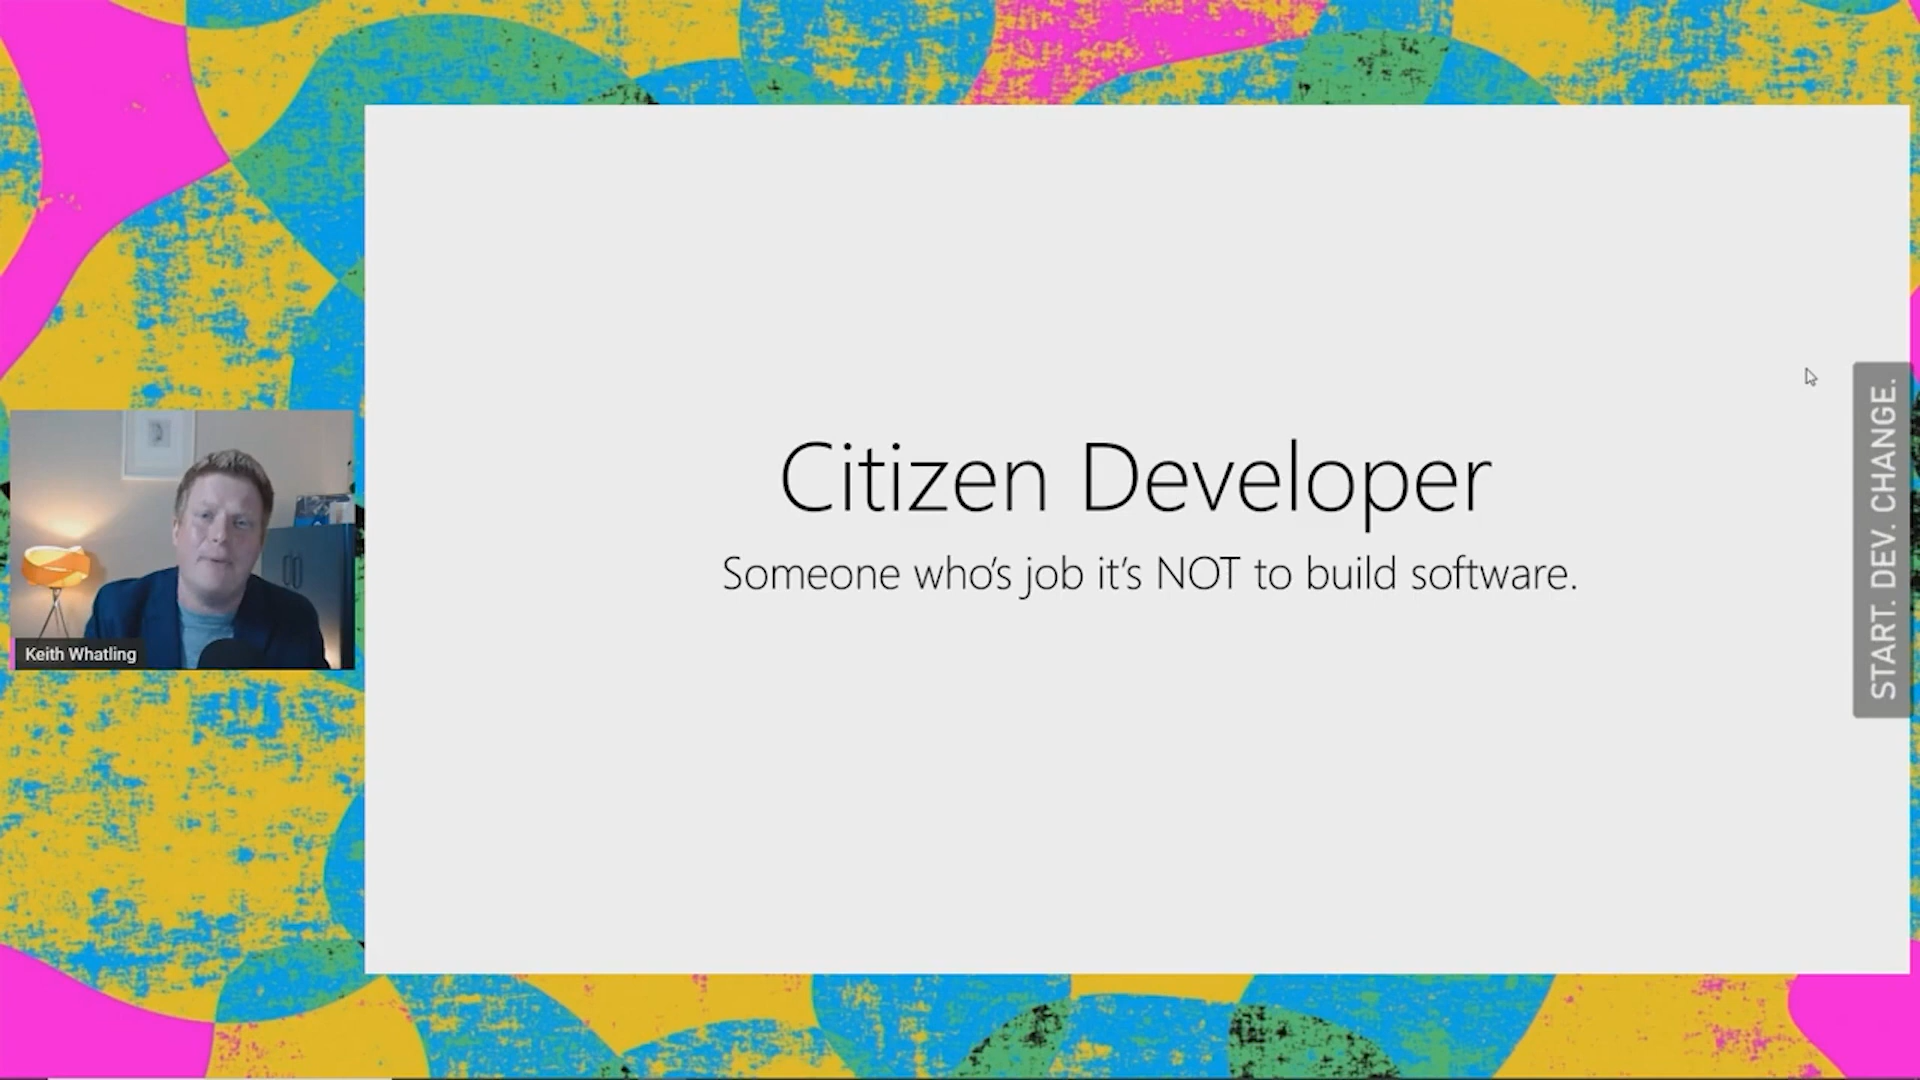 Citizen Developer
Someone who's job it's NOT to build software.
Keith Whatling
START. DEV. CHANGE.